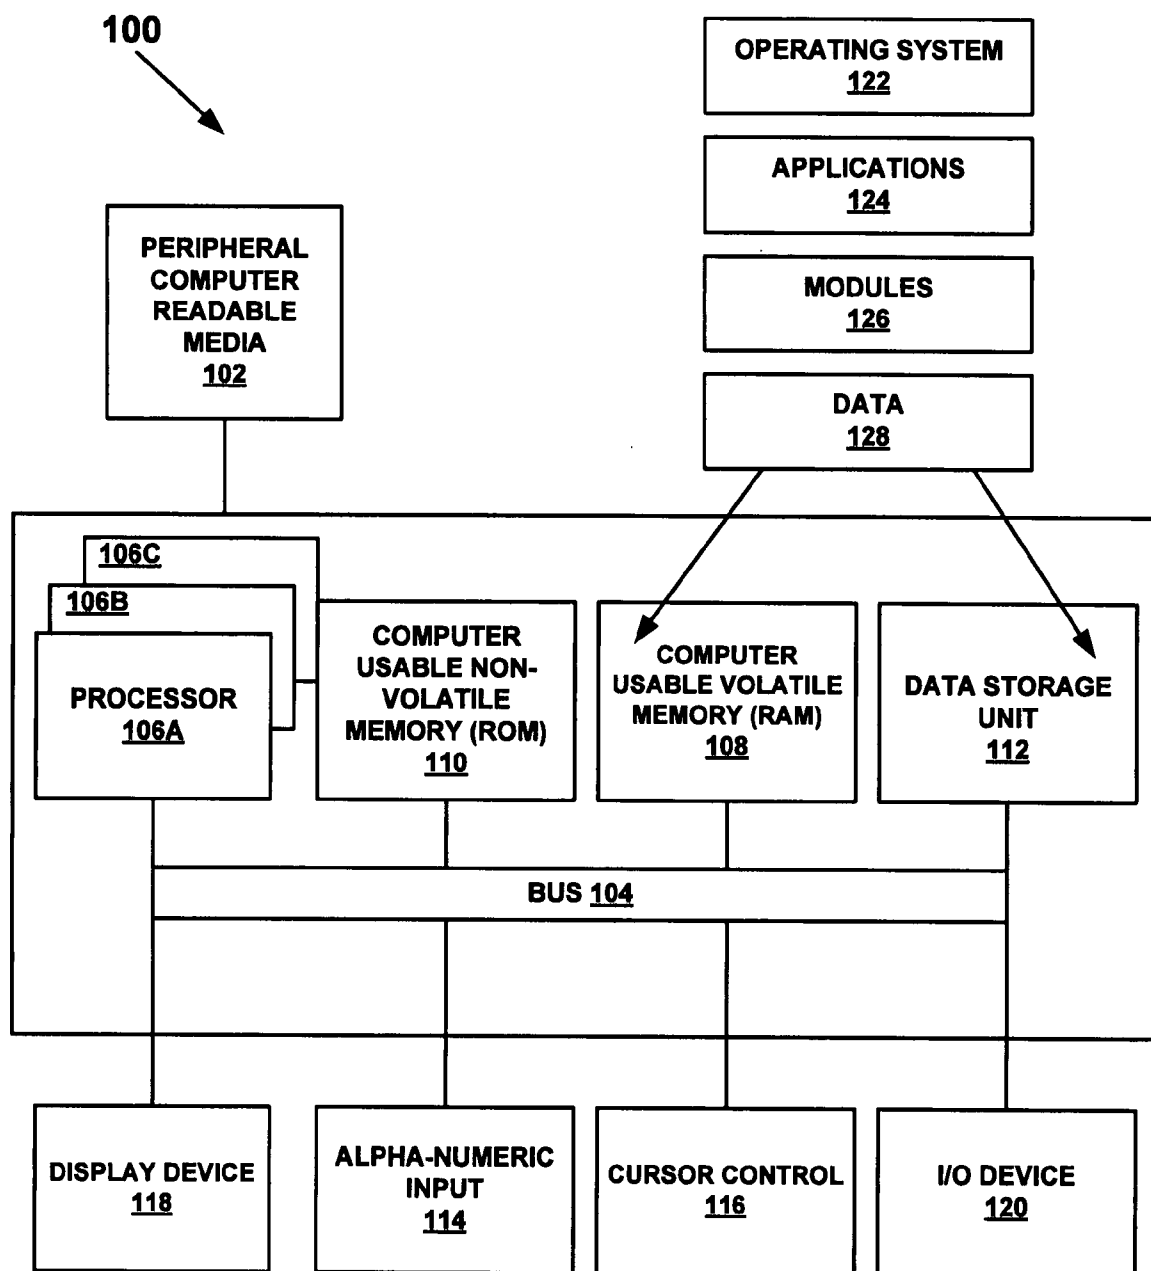 100
OPERATING SYSTEM
122
APPLICATIONS
124
MODULES
126
DATA
128
PERIPHERAL
COMPUTER
READABLE
MEDIA
102
106C
106B
PROCESSOR
106A
COMPUTER
USABLE NON-
VOLATILE
MEMORY (ROM)
110
COMPUTER
USABLE VOLATILE
MEMORY (RAM)
108
DATA STORAGE
UNIT
112
BUS 104
DISPLAY DEVICE
118
ALPHA-NUMERIC
INPUT
114
CURSOR CONTROL
116
I/O DEVICE
120